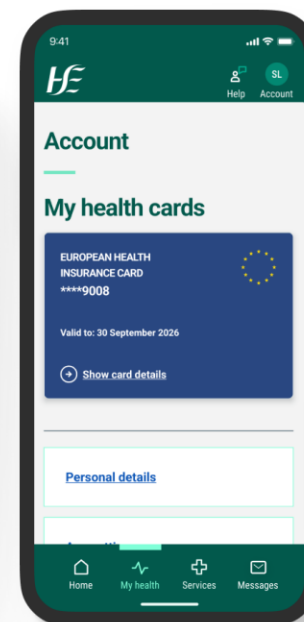 9:41
HE
SL
Help
Account
Account
My health cards
EUROPEAN HEALTH
INSURANCE CARD
****9008
Valid to: 30 September 2026
Show card details
Personal details
Home
My health
Services
Messages